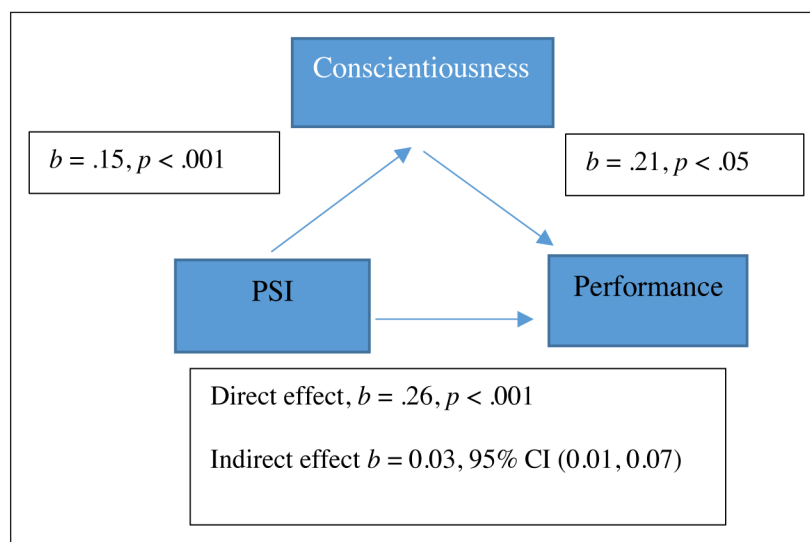 Conscientiousness
b = .15, p < .001
b = .21, p < .05
PSI
Performance
Direct effect, b = .26, p < .001
Indirect effect b = 0.03, 95% CI (0.01, 0.07)